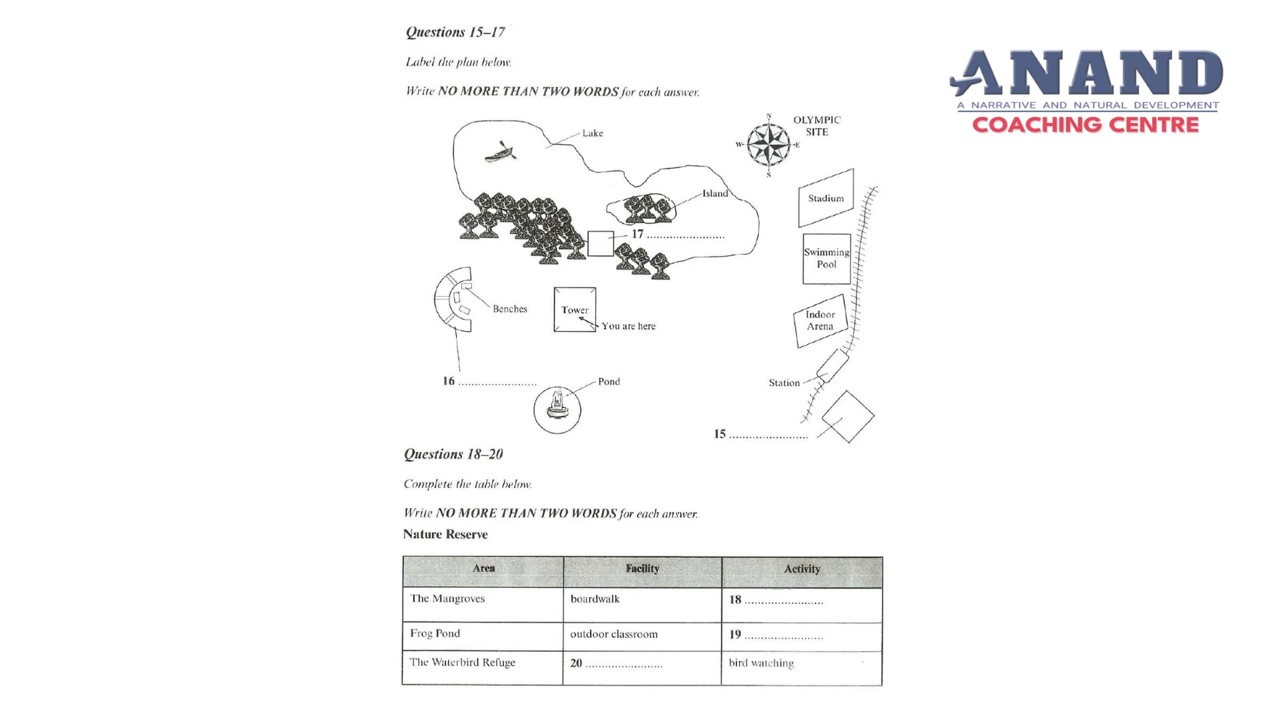 Questions 15–17
Label the plan below.
Write NO MORE THAN TWO WORDS for each answer.
ANAND
A NARRATIVE AND NATURAL DEVELOPMENT
COACHING CENTRE
Lake
N
W
E
S
OLYMPIC
SITE
Island
17 ........................
Stadium
Swimming
Pool
Benches
Tower
You are here
Indoor
Arena
16 ........................
Pond
Station
15 ........................
Questions 18–20
Complete the table below.
Write NO MORE THAN TWO WORDS for each answer.
Nature Reserve
Area Facility Activity
The Mangroves boardwalk 18 ........................
Frog Pond outdoor classroom 19 ........................
The Waterbird Refuge 20 ........................ bird watching